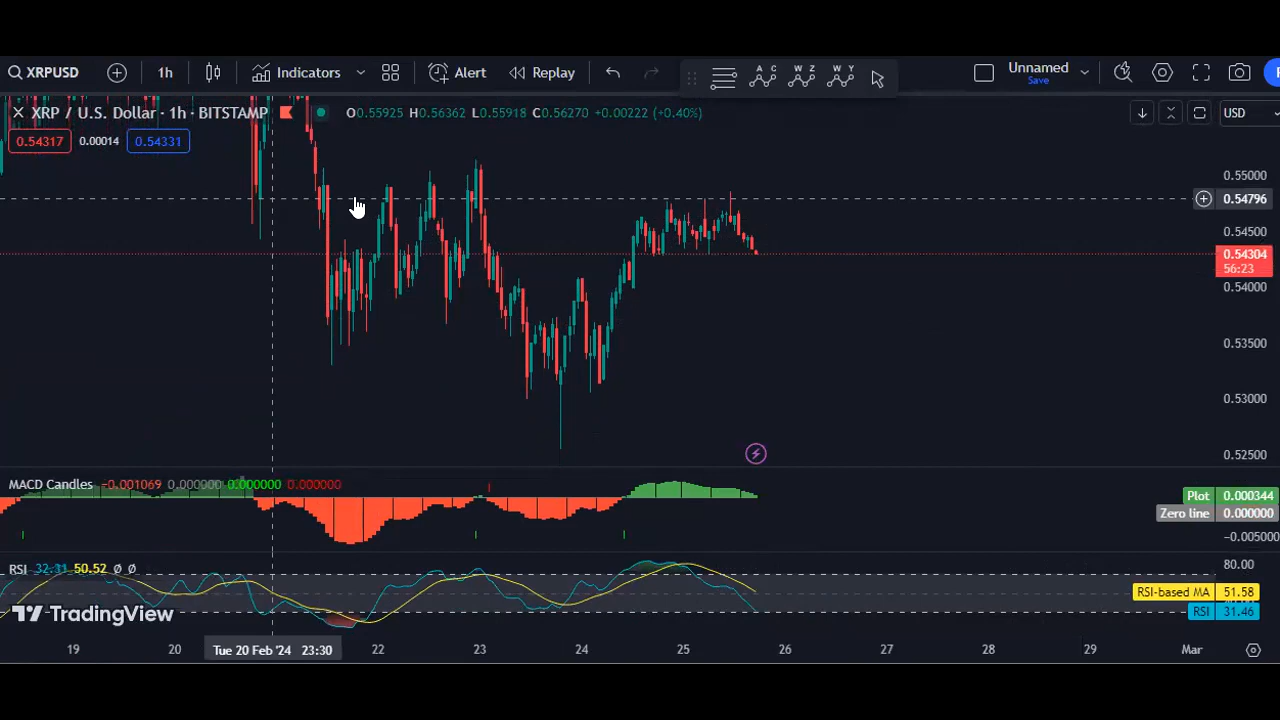 XRPUSD 1h Indicators Alert Replay A C W Z W Y Unnamed
Save
XRP / U.S. Dollar · 1h · BITSTAMP O0.55925 H0.56362 L0.55918 C0.56270 +0.00222 (+0.40%) USD
0.54317 0.00014 0.54331
0.55000
0.54796
0.54500
0.54304
56:23
0.54000
0.53500
0.53000
0.52500
MACD Candles −0.001069 0.000000 0.000000 0.000000
Plot 0.000344
Zero line 0.000000
−0.005000
RSI 32.31 50.52 Ø Ø
80.00
RSI-based MA 51.58
RSI 31.46
TradingView
19 20 Tue 20 Feb '24 23:30 22 23 24 25 26 27 28 29 Mar